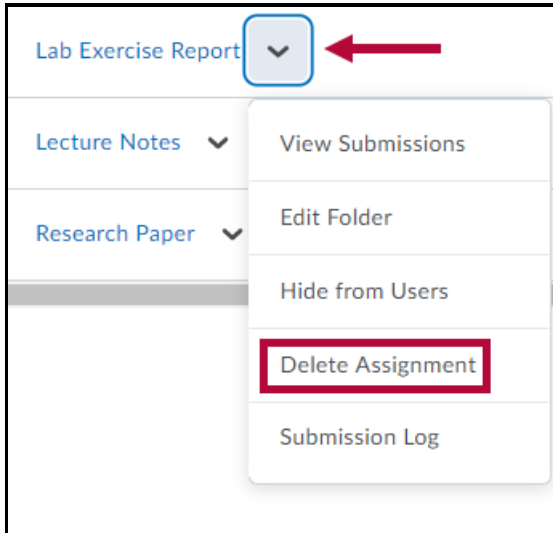 Lab Exercise Report
Lecture Notes
Research Paper
View Submissions
Edit Folder
Hide from Users
Delete Assignment
Submission Log